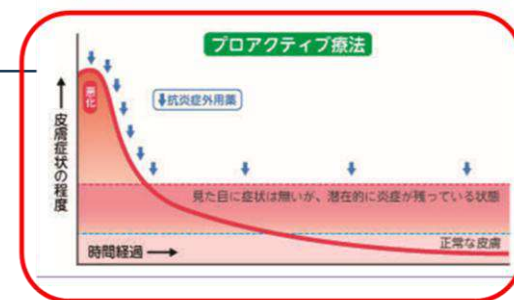 プロアクティブ療法
悪化
抗炎症外用薬
皮膚症状の程度
見た目に症状は無いが、潜在的に炎症が残っている状態
正常な皮膚
時間経過